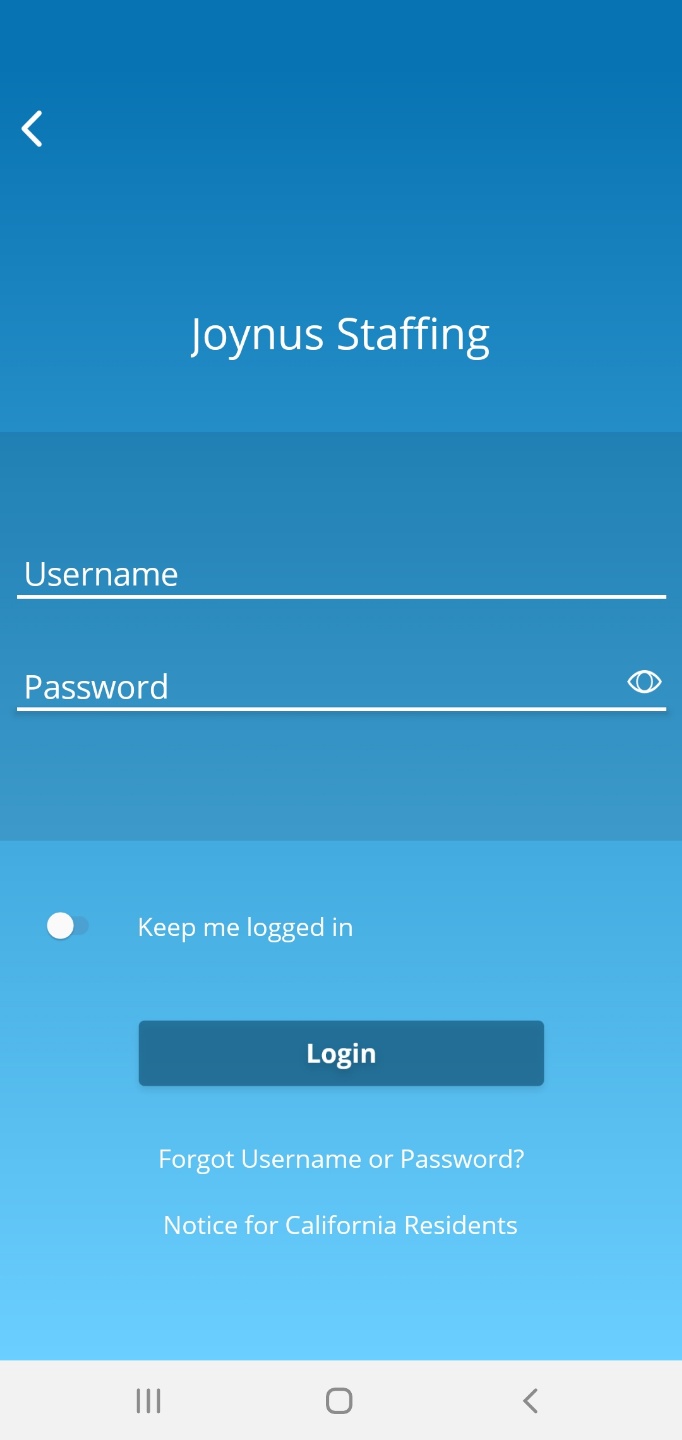 Joynus Staffing
Username
Password
Keep me logged in
Login
Forgot Username or Password?
Notice for California Residents